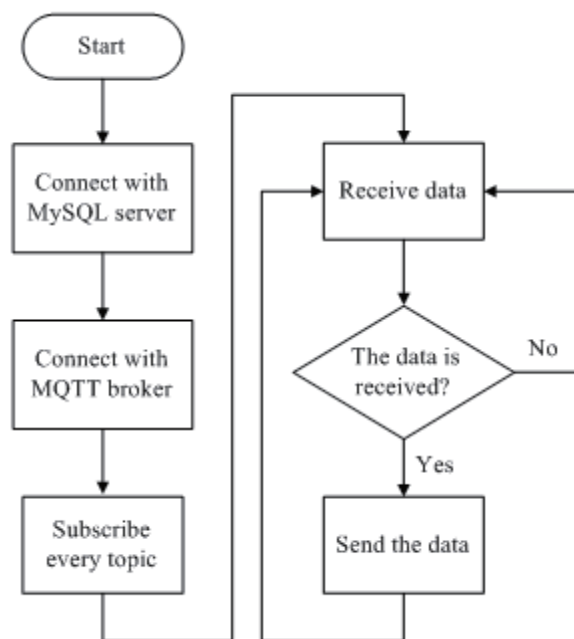 Start
Connect with
MySQL server
Connect with
MQTT broker
Subscribe
every topic
Receive data
The data is
received?
No
Yes
Send the data